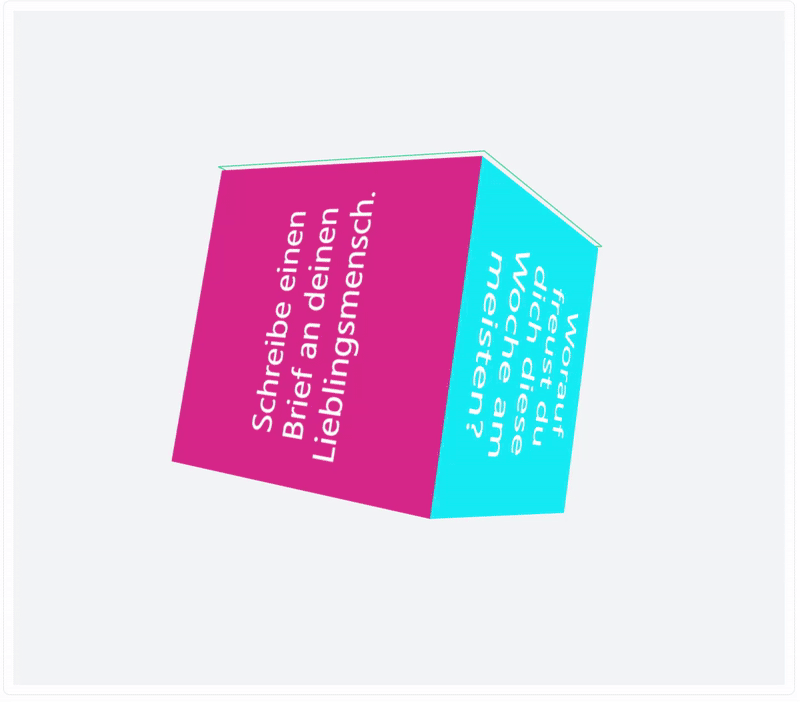 Schreibe einen
Brief an deinen
Lieblingsmensch.
Worauf
freust du
dich diese
Woche am
meisten?